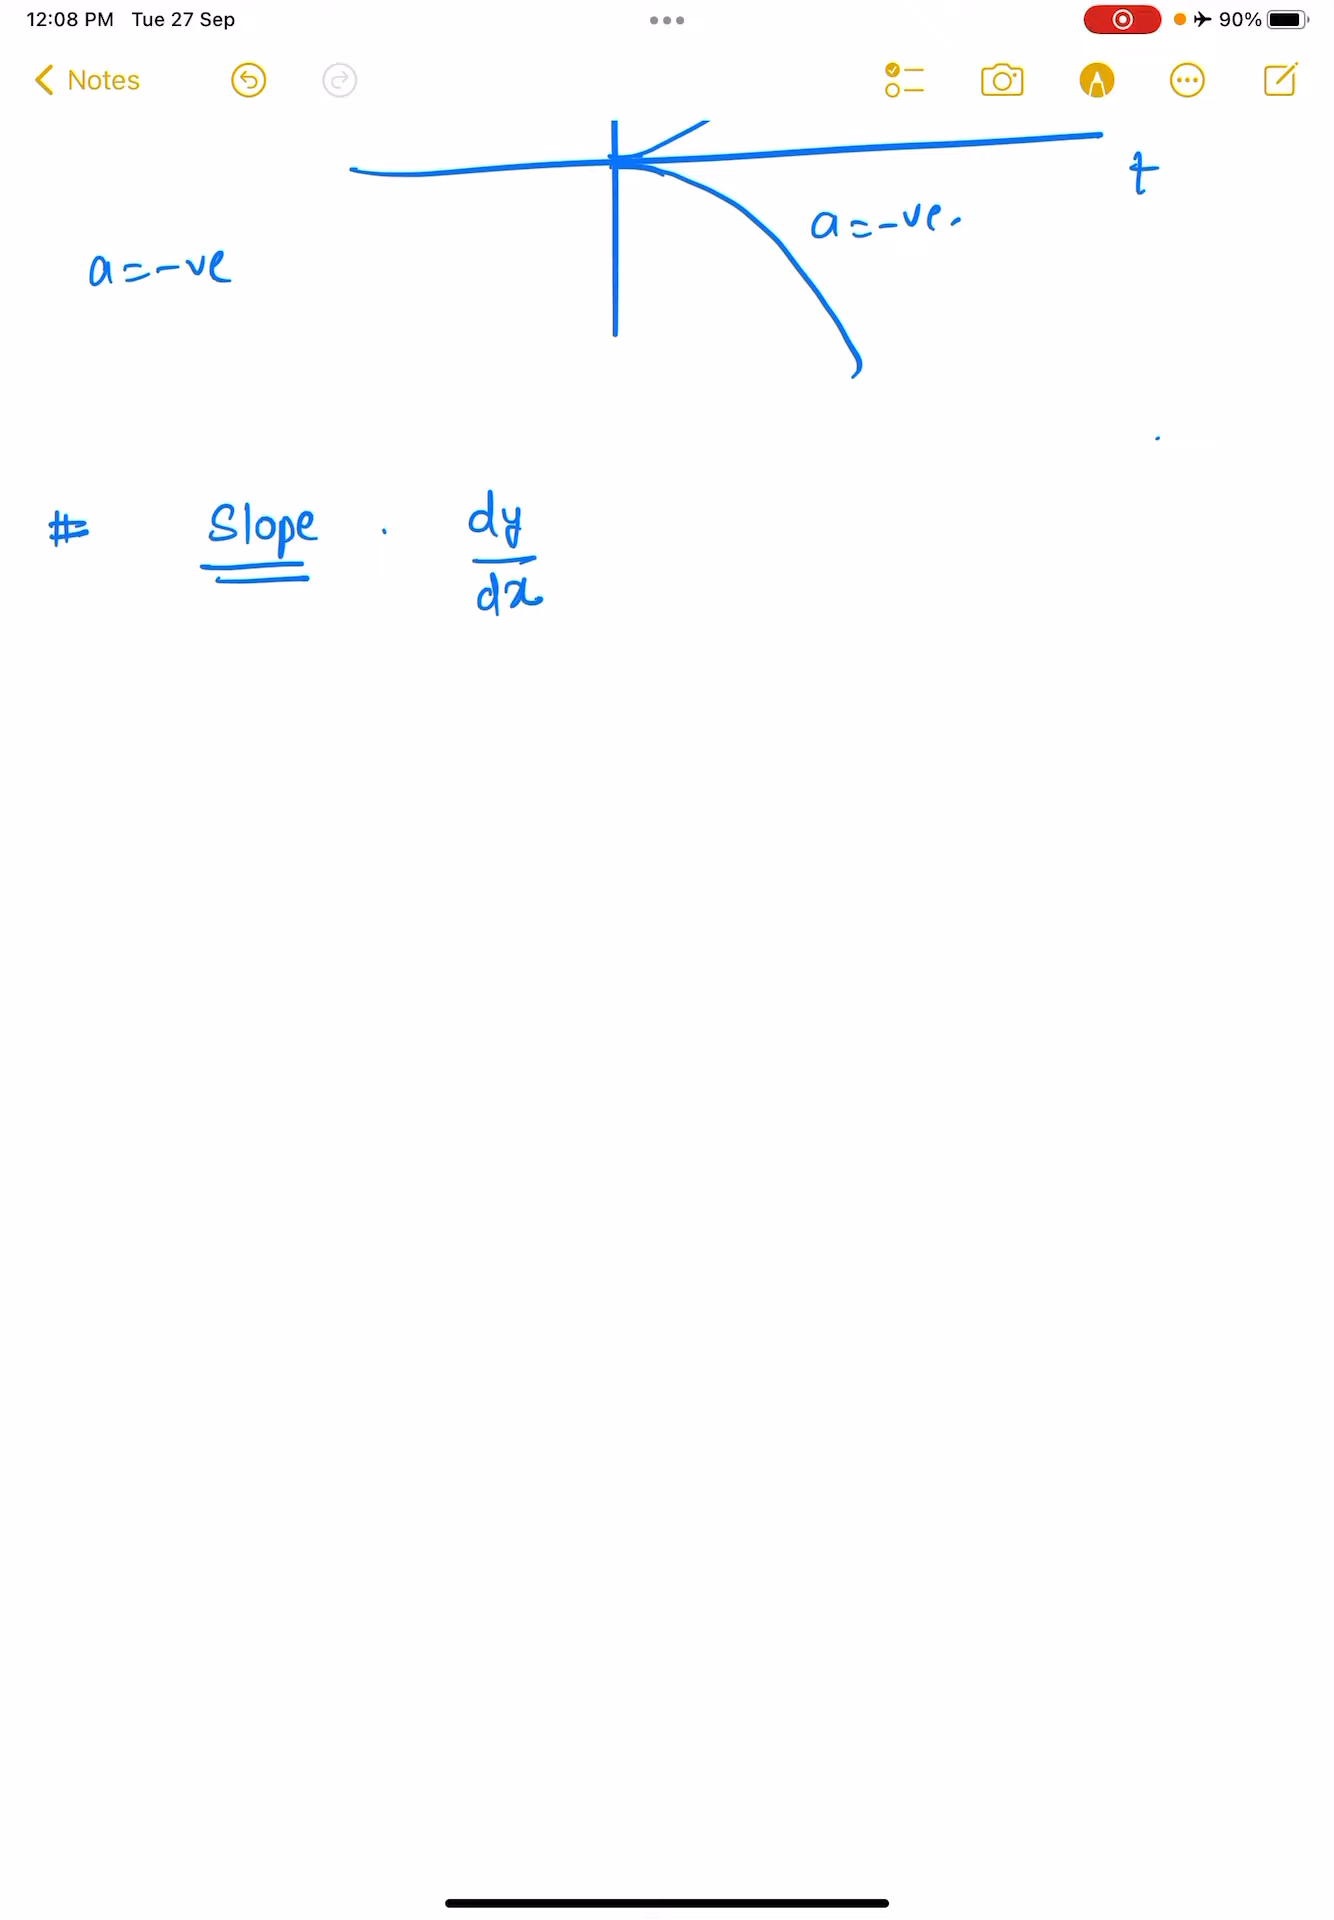 12:08 PM Tue 27 Sep 90%
Notes
t
a=-ve.
a=-ve
# Slope . dy
dx